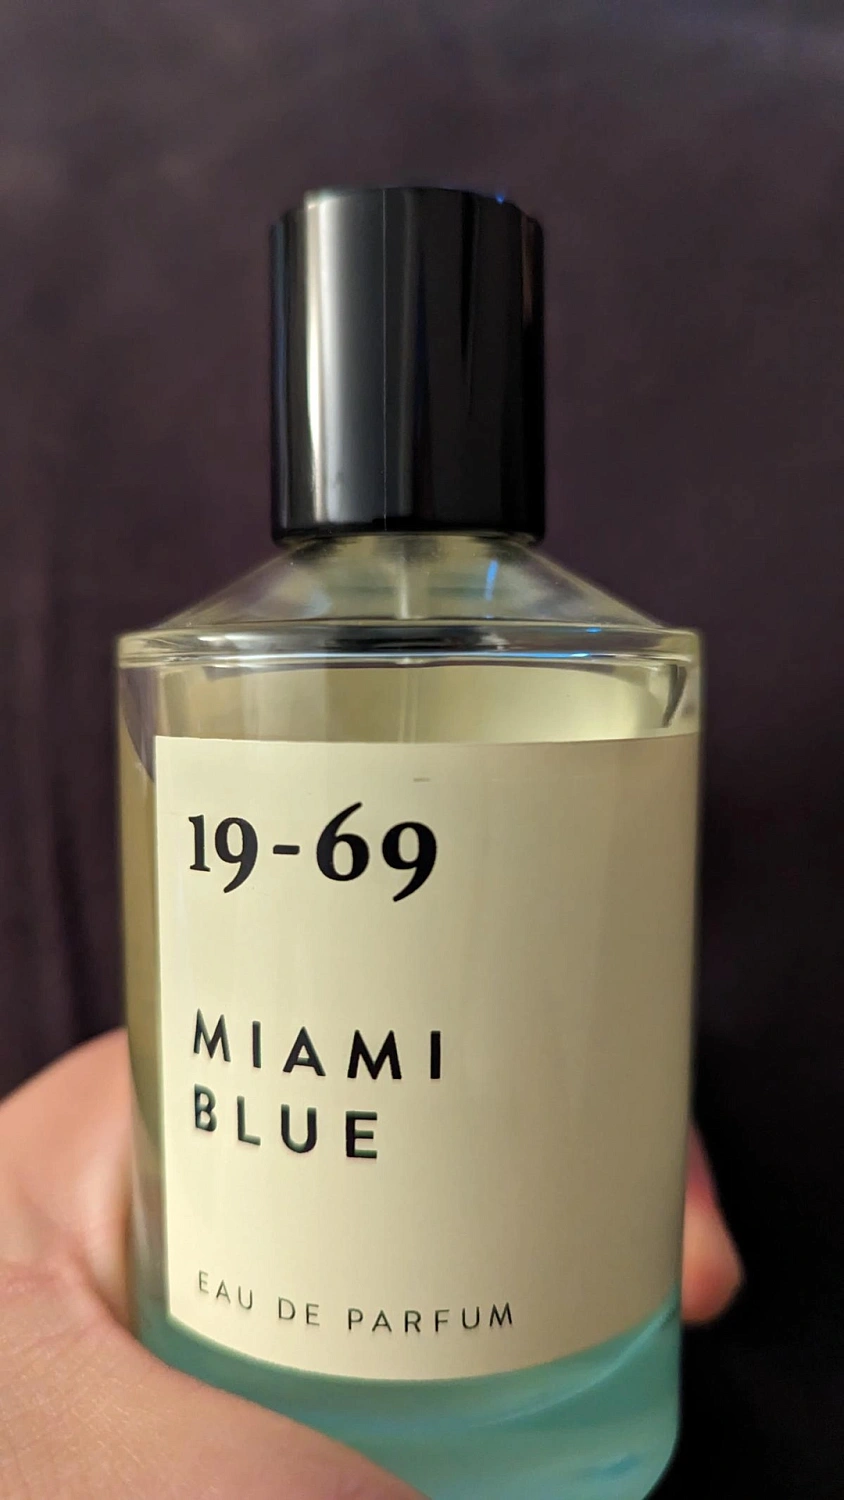 19-69
MIAMI
BLUE
EAU DE PARFUM